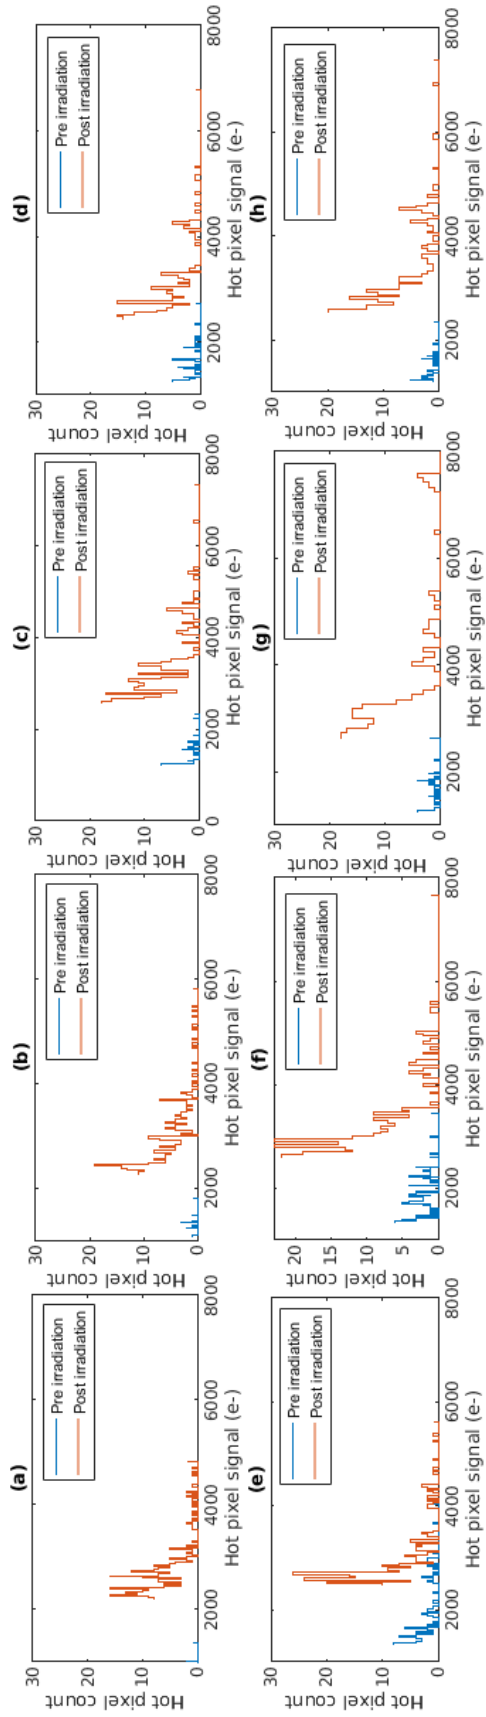 (a)
30
20
10
0
Hot pixel count
Pre irradiation
Post irradiation
2000 4000 6000 8000
Hot pixel signal (e-)
(b)
30
20
10
0
Hot pixel count
Pre irradiation
Post irradiation
2000 4000 6000 8000
Hot pixel signal (e-)
(c)
30
20
10
0
Hot pixel count
Pre irradiation
Post irradiation
0 2000 4000 6000 8000
Hot pixel signal (e-)
(d)
30
20
10
0
Hot pixel count
Pre irradiation
Post irradiation
2000 4000 6000 8000
Hot pixel signal (e-)
(e)
30
20
10
0
Hot pixel count
Pre irradiation
Post irradiation
2000 4000 6000 8000
Hot pixel signal (e-)
(f)
20
15
10
5
0
Hot pixel count
Pre irradiation
Post irradiation
2000 4000 6000 8000
Hot pixel signal (e-)
(g)
30
20
10
0
Hot pixel count
Pre irradiation
Post irradiation
2000 4000 6000 8000
Hot pixel signal (e-)
(h)
30
20
10
0
Hot pixel count
Pre irradiation
Post irradiation
2000 4000 6000 8000
Hot pixel signal (e-)